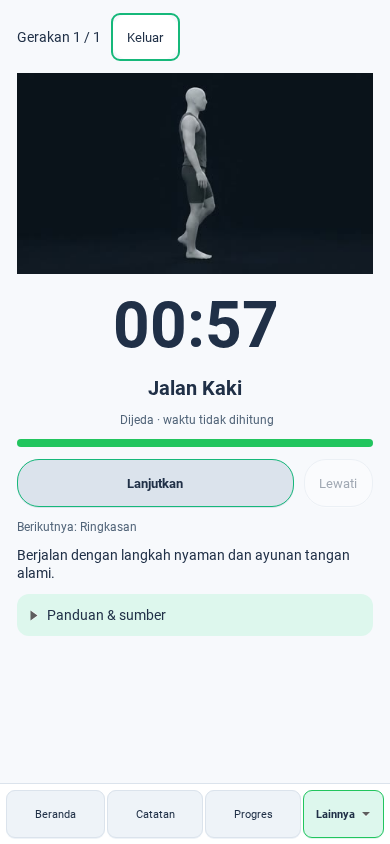 Gerakan 1 / 1
Keluar
00:57
Jalan Kaki
Dijeda · waktu tidak dihitung
Lanjutkan
Lewati
Berikutnya: Ringkasan
Berjalan dengan langkah nyaman dan ayunan tangan
alami.
Panduan & sumber
Beranda
Catatan
Progres
Lainnya